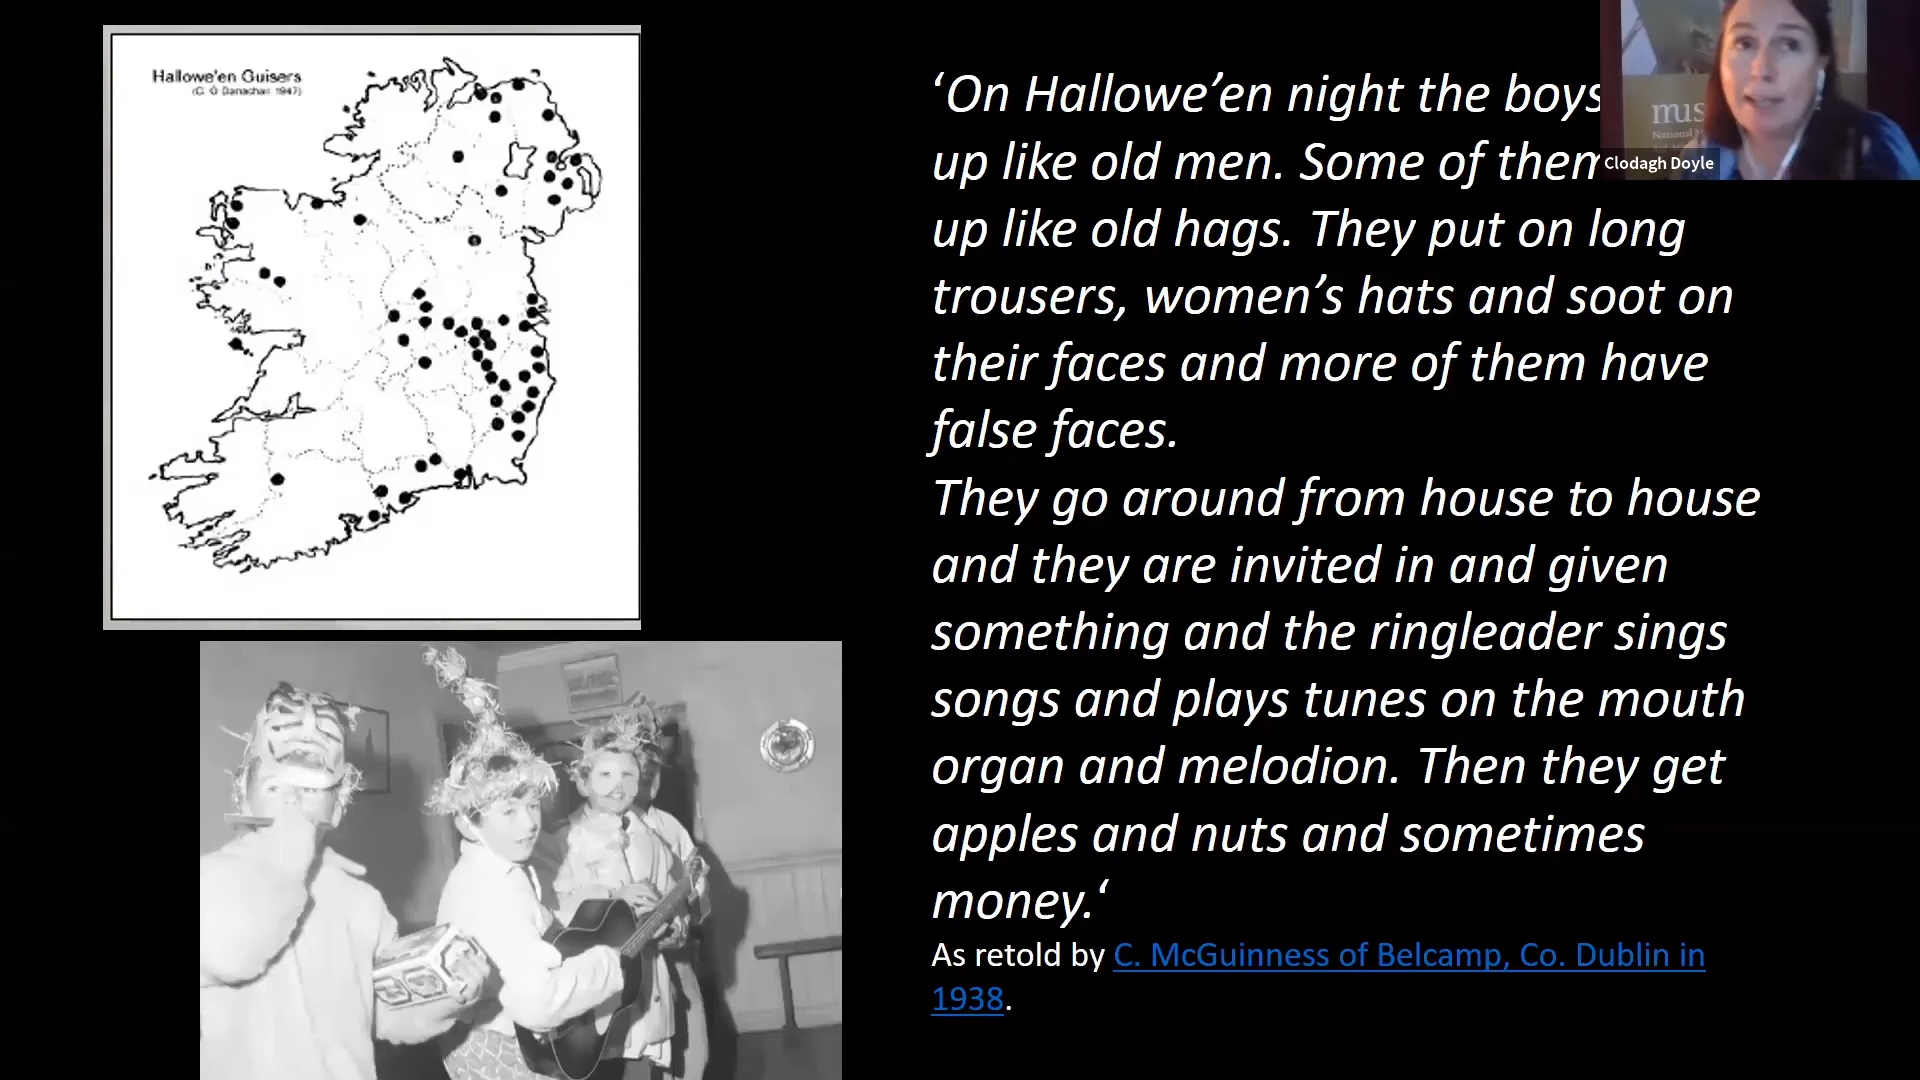 Hallowe'en Guisers
(C. Ó Danachair 1947)
‘On Hallowe’en night the boys
up like old men. Some of them
up like old hags. They put on long
trousers, women’s hats and soot on
their faces and more of them have
false faces.
They go around from house to house
and they are invited in and given
something and the ringleader sings
songs and plays tunes on the mouth
organ and melodion. Then they get
apples and nuts and sometimes
money.‘
As retold by C. McGuinness of Belcamp, Co. Dublin in
1938.
mus
National
Clodagh Doyle